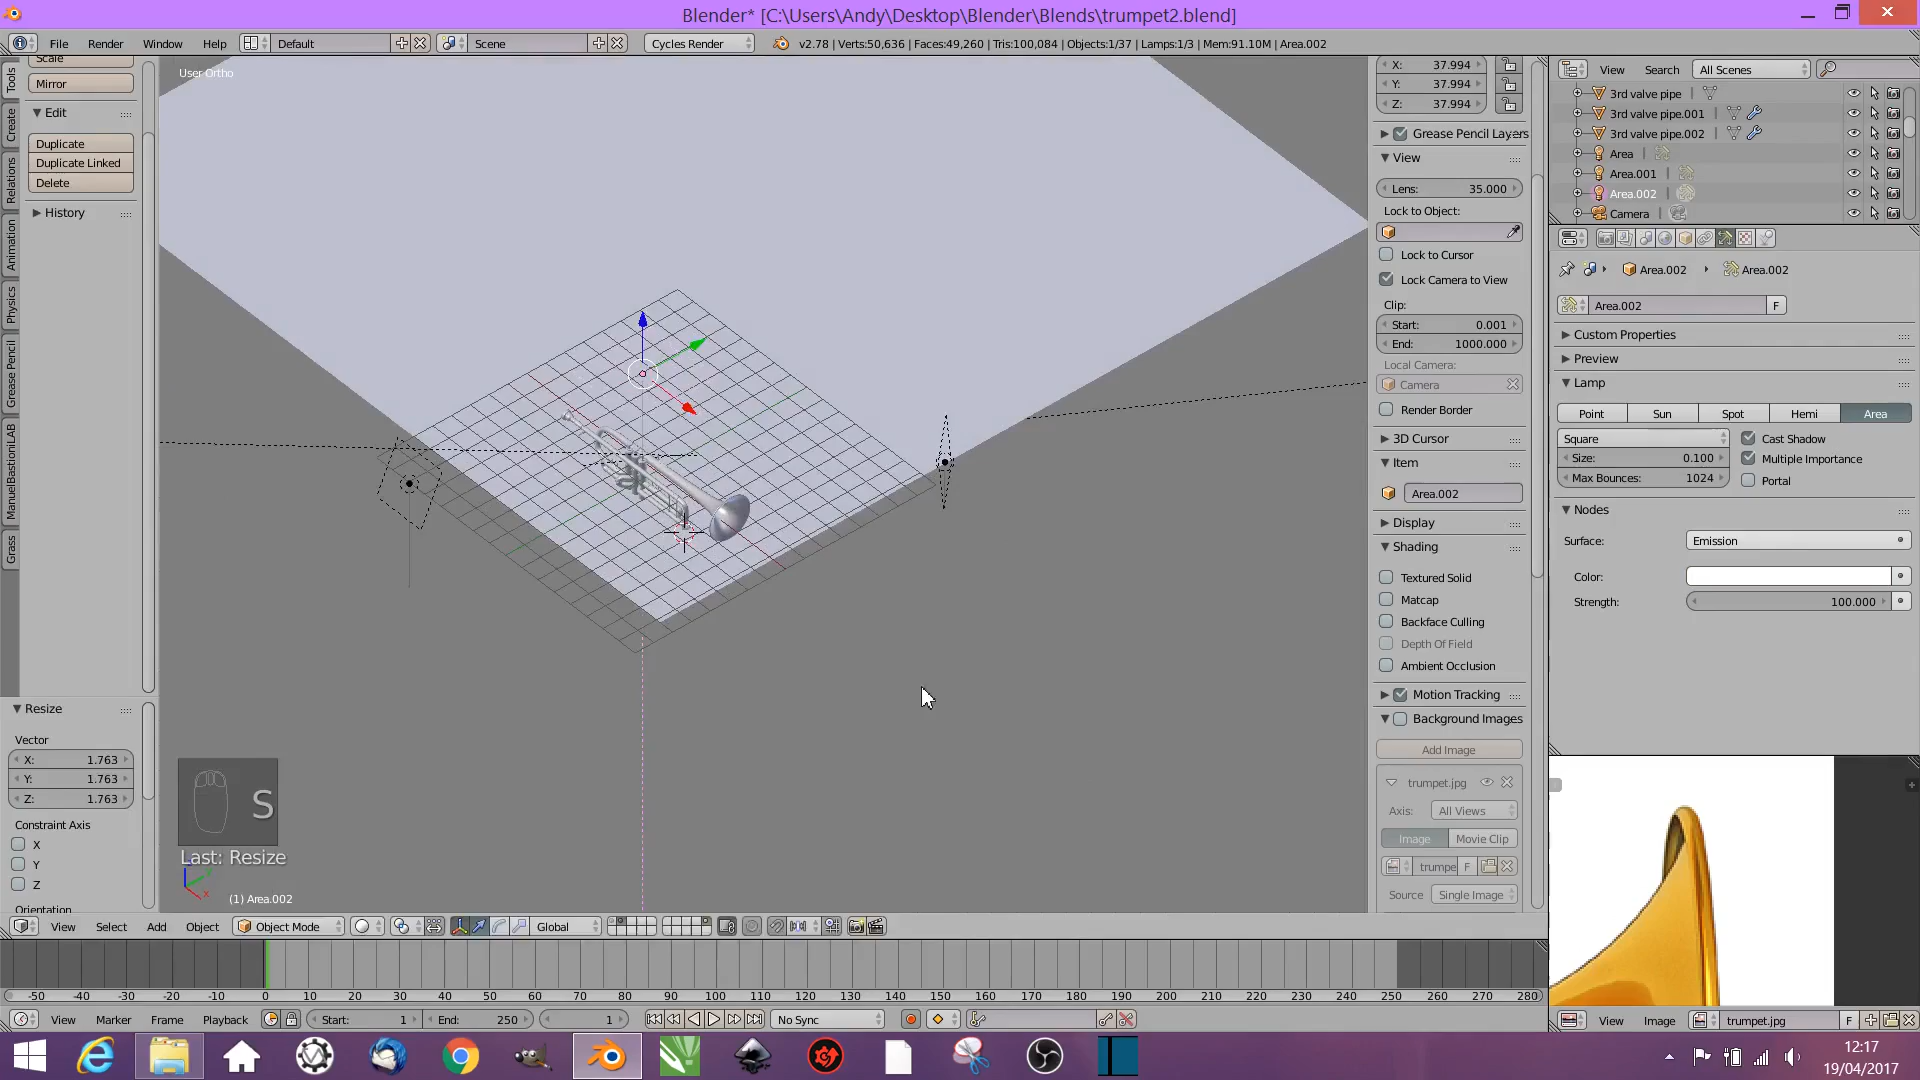 Blender* [C:\Users\Andy\Desktop\Blender\Blends\trumpet2.blend]
File Render Window Help Default Scene Cycles Render v2.78 | Verts:50,636 | Faces:49,260 | Tris:100,084 | Objects:1/37 | Lamps:1/3 | Mem:91.10M | Area.002
Scale
Mirror
Edit
Duplicate
Duplicate Linked
Delete
History
Tools
Create
Relations
Animation
Physics
Grease Pencil
ManuelBastioniLAB
Grass
Resize
Vector
X: 1.763
Y: 1.763
Z: 1.763
Constraint Axis
X
Y
Z
Orientation
User Ortho
S
Last: Resize
(1) Area.002
X: 37.994
Y: 37.994
Z: 37.994
Grease Pencil Layers
View
Lens: 35.000
Lock to Object:
Lock to Cursor
Lock Camera to View
Clip:
Start: 0.001
End: 1000.000
Local Camera:
Camera
Render Border
3D Cursor
Item
Area.002
Display
Shading
Textured Solid
Matcap
Backface Culling
Depth Of Field
Ambient Occlusion
Motion Tracking
Background Images
Add Image
trumpet.jpg
Axis: All Views
Image Movie Clip
trumpe F
Source Single Image
View Search All Scenes
3rd valve pipe
3rd valve pipe.001
3rd valve pipe.002
Area
Area.001
Area.002
Camera
Area.002 Area.002
Area.002 F
Custom Properties
Preview
Lamp
Point Sun Spot Hemi Area
Square Cast Shadow
Size: 0.100 Multiple Importance
Max Bounces: 1024 Portal
Nodes
Surface: Emission
Color:
Strength: 100.000
View Select Add Object Object Mode Global
-50 -40 -30 -20 -10 0 10 20 30 40 50 60 70 80 90 100 110 120 130 140 150 160 170 180 190 200 210 220 230 240 250 260 270 280
View Marker Frame Playback Start: 1 End: 250 1 No Sync
View Image trumpet.jpg F
12:17
19/04/2017